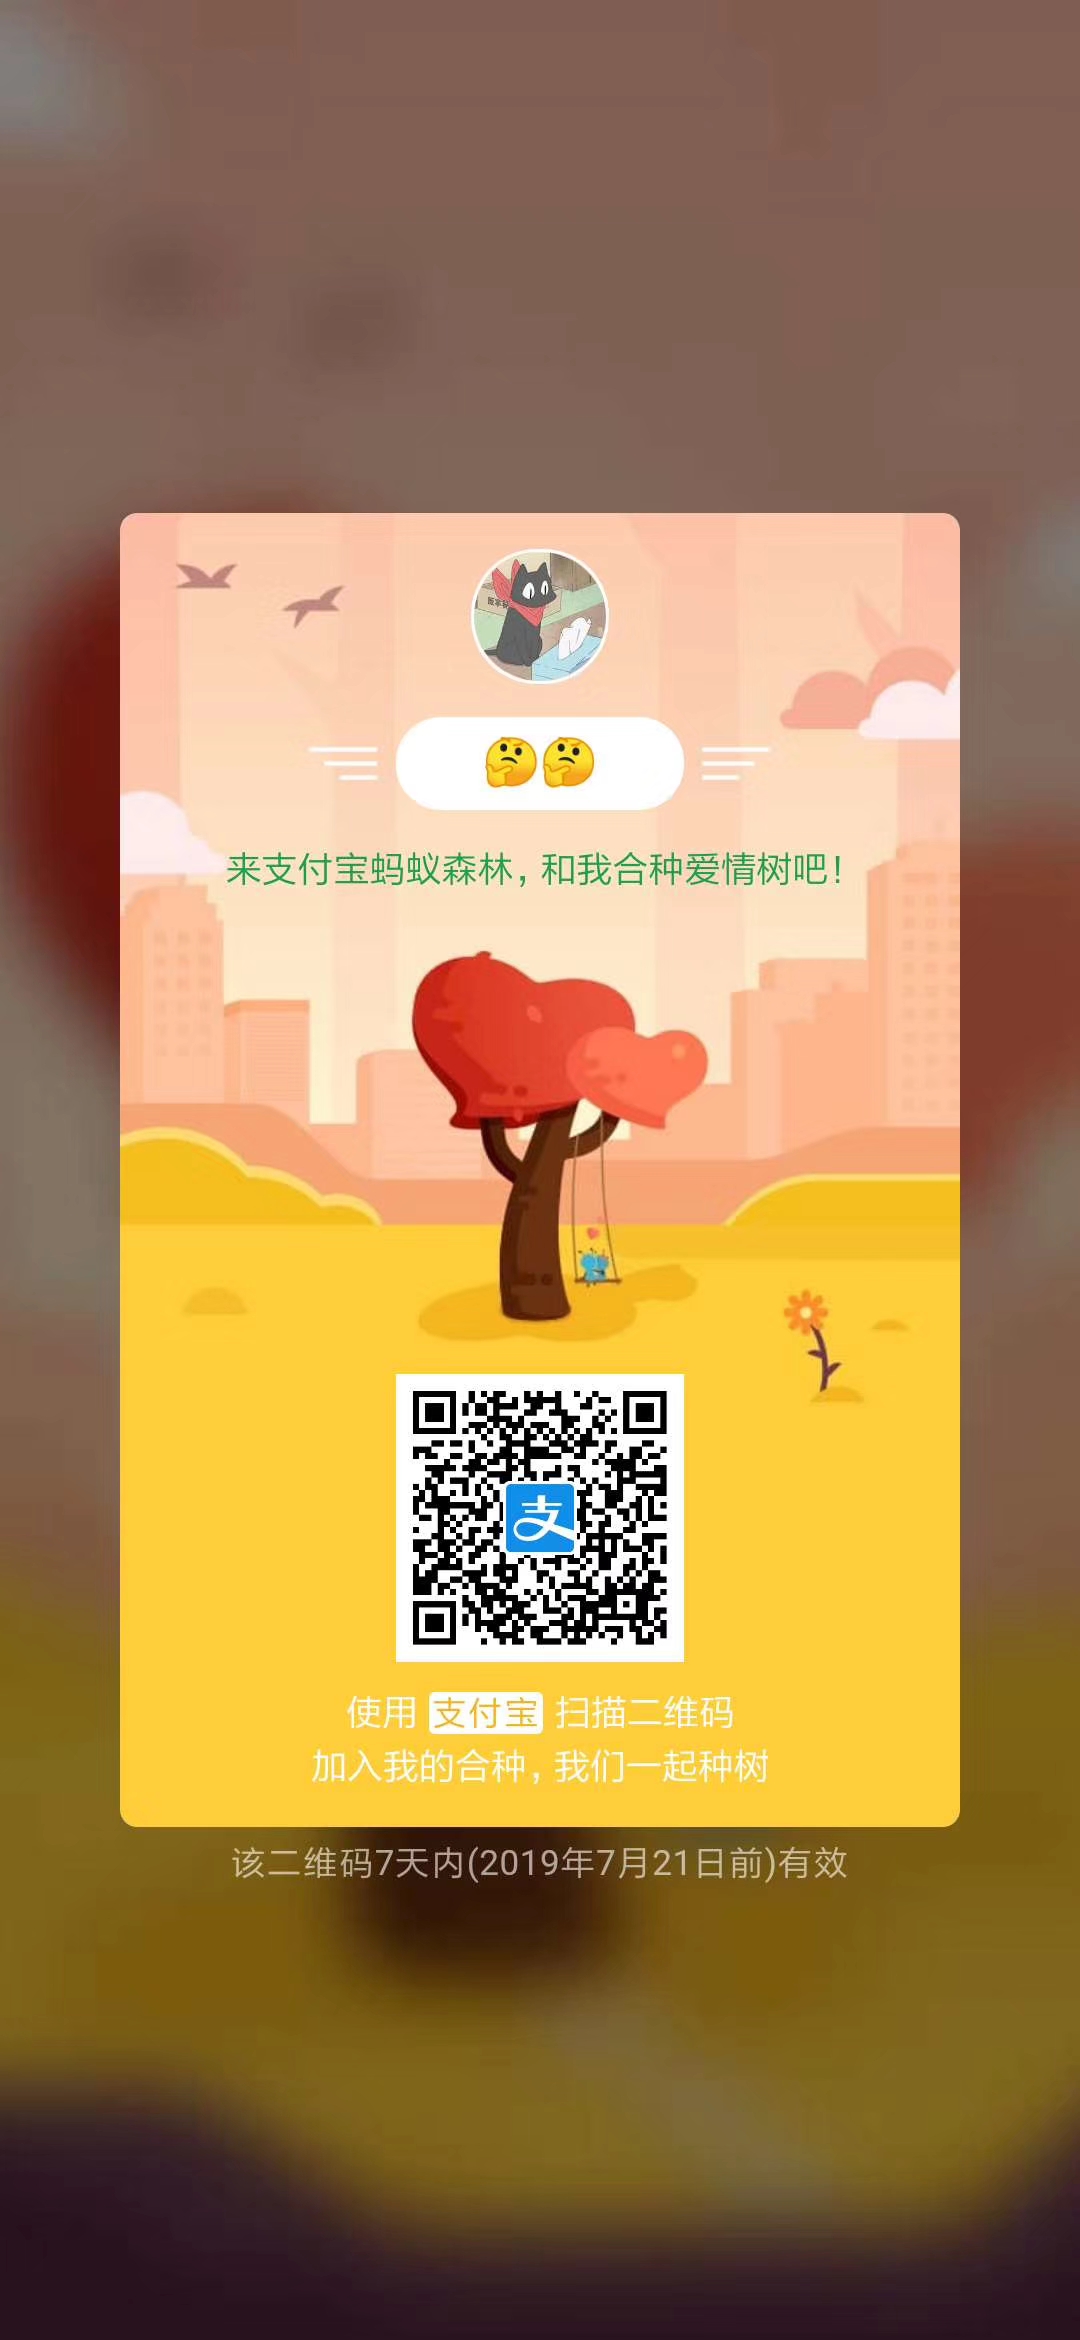 🤔🤔
来支付宝蚂蚁森林，和我合种爱情树吧！
支
使用 支付宝 扫描二维码
加入我的合种，我们一起种树
该二维码7天内(2019年7月21日前)有效